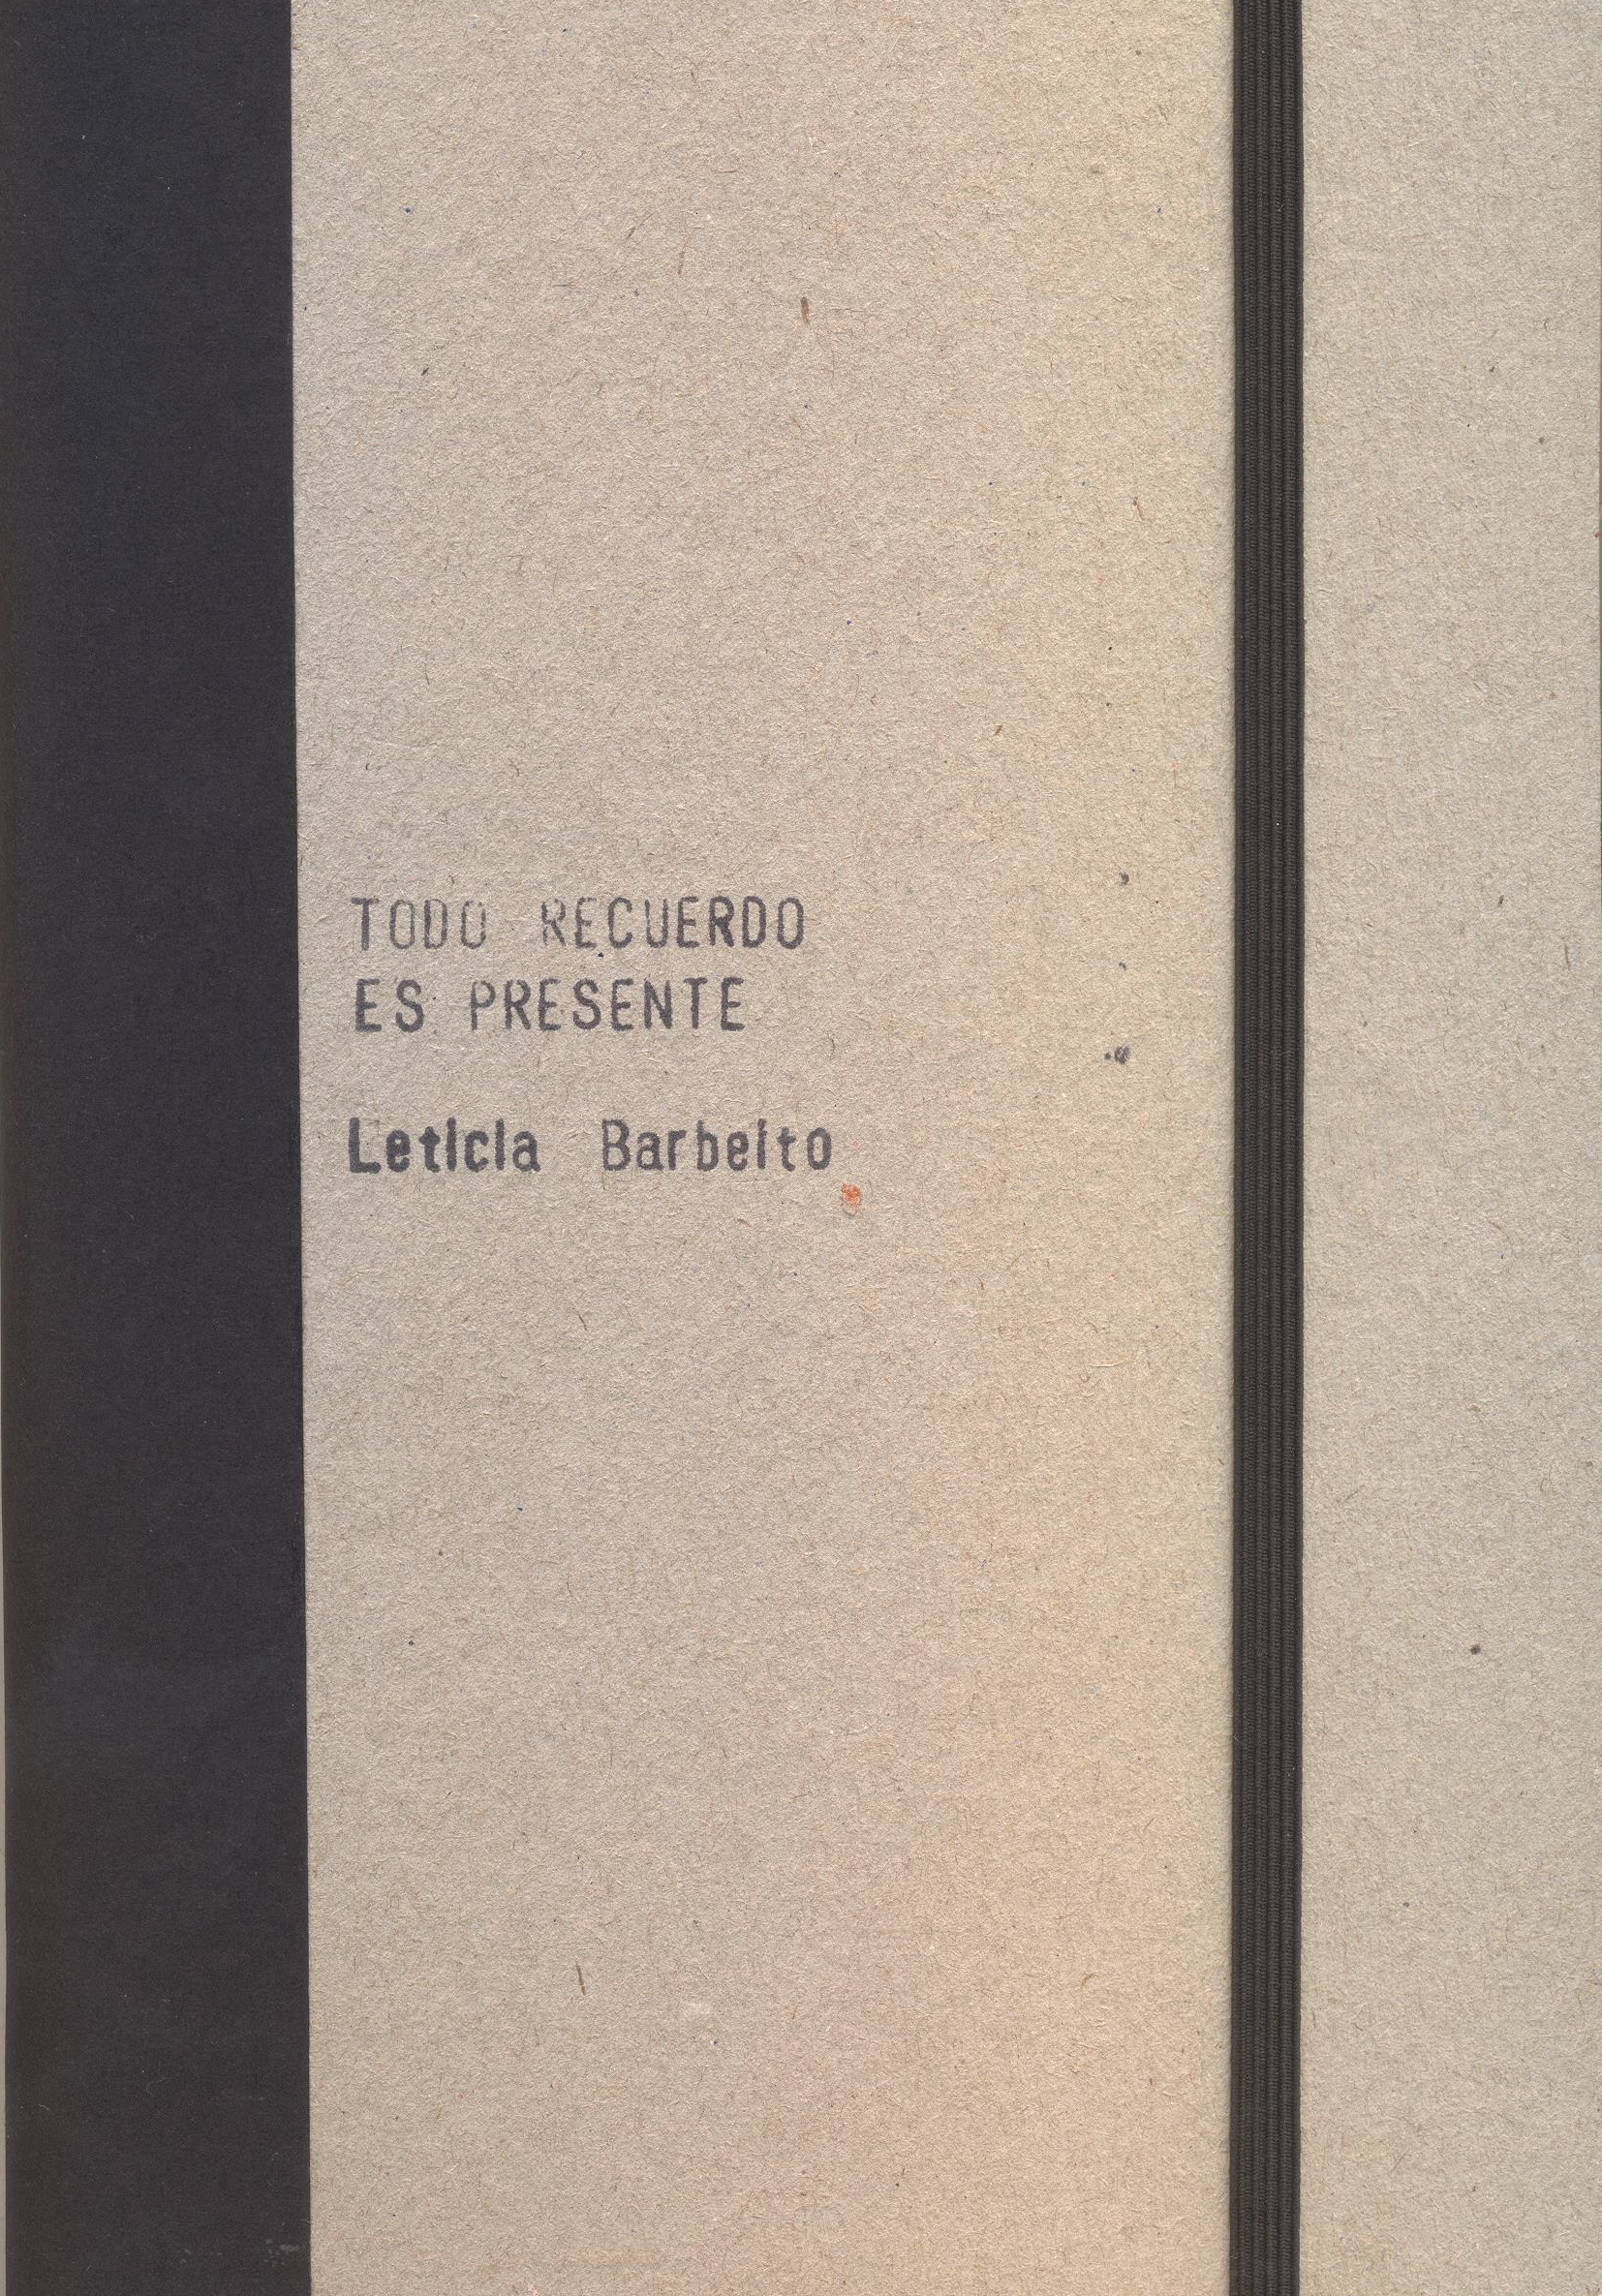 TODO RECUERDO
ES PRESENTE
Leticia Barbeito